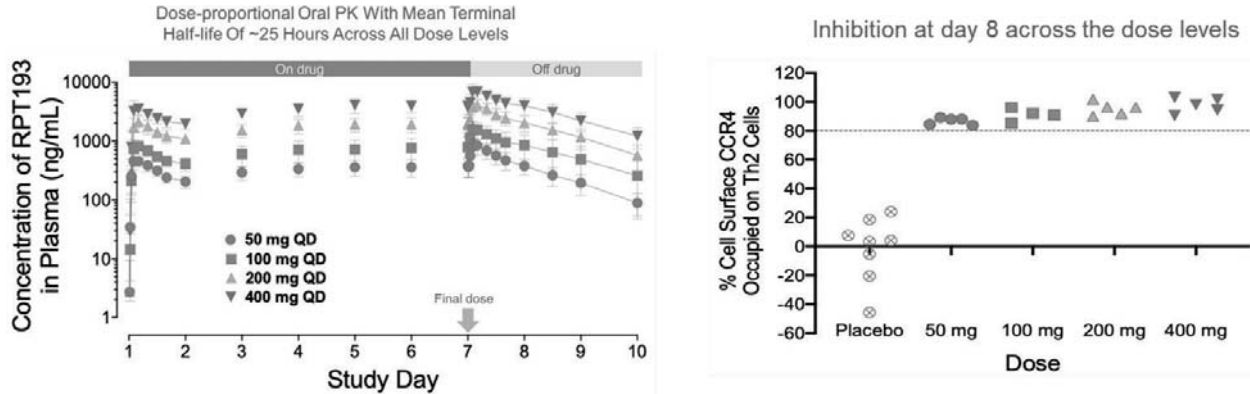 Dose-proportional Oral PK With Mean Terminal
Half-life Of ~25 Hours Across All Dose Levels
On drug
Off drug
Concentration of RPT193
in Plasma (ng/mL)
10000
1000
100
10
1
50 mg QD
100 mg QD
200 mg QD
400 mg QD
Final dose
1 2 3 4 5 6 7 8 9 10
Study Day
Inhibition at day 8 across the dose levels
% Cell Surface CCR4
Occupied on Th2 Cells
120
100
80
60
40
20
0
-20
-40
-60
Placebo 50 mg 100 mg 200 mg 400 mg
Dose